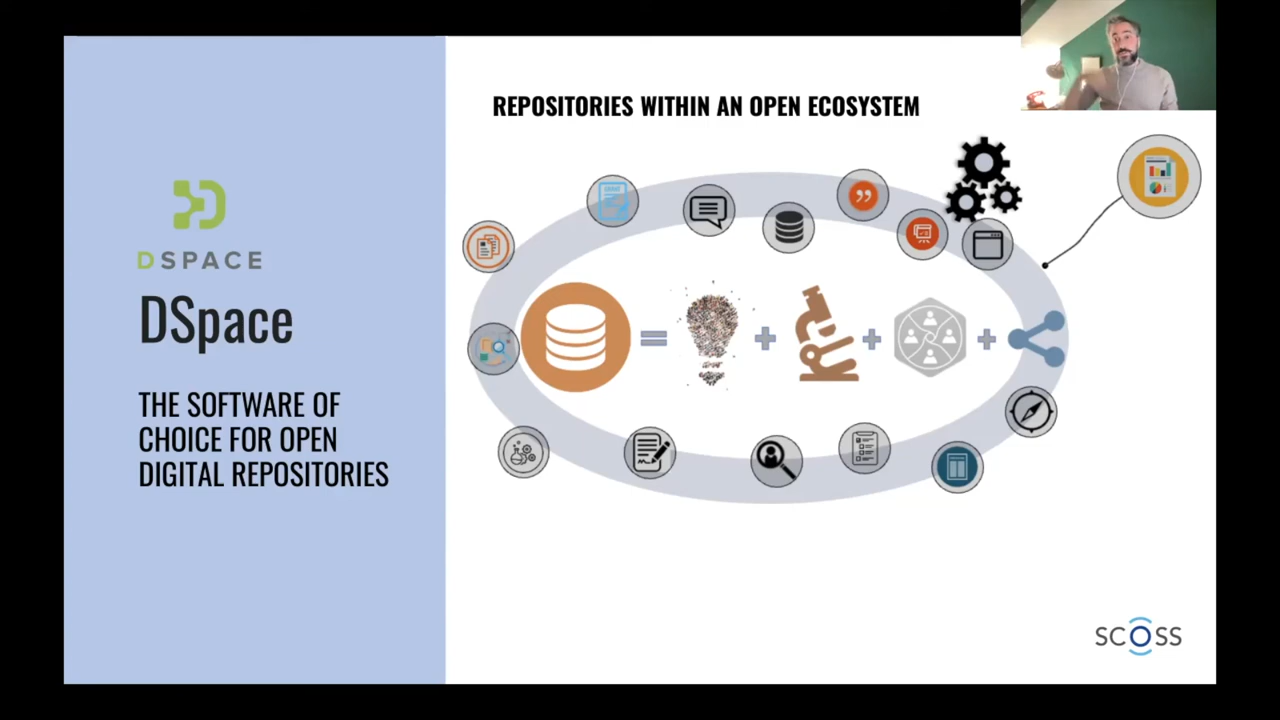 REPOSITORIES WITHIN AN OPEN ECOSYSTEM
DSPACE
DSpace
THE SOFTWARE OF
CHOICE FOR OPEN
DIGITAL REPOSITORIES
SCOSS